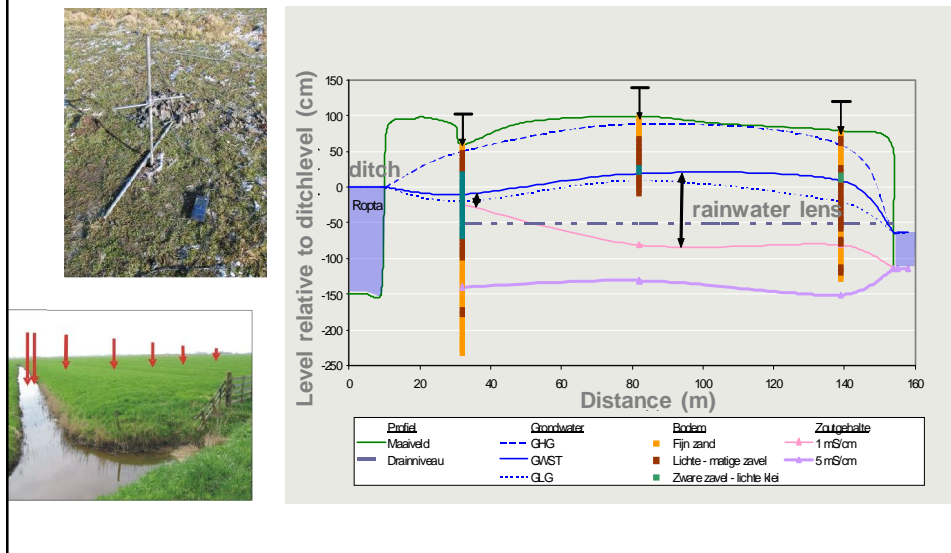 Level relative to ditchlevel (cm)
150
100
50
0
-50
-100
-150
-200
-250
ditch
Ropta
rainwater lens
0 20 40 60 80 100 120 140 160
Distance (m)
Profiel Grondwater Bodem Zoutgehalte
Maaiveld GHG Fijn zand 1 mS/cm
Drainniveau GWST Lichte - matige zavel 5 mS/cm
GLG Zware zavel - lichte klei